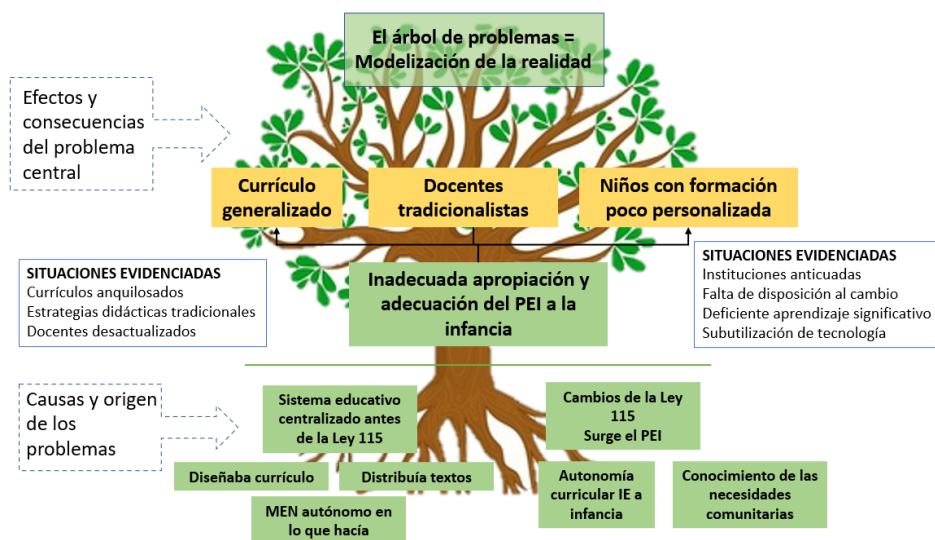 El árbol de problemas =
Modelización de la realidad
Efectos y
consecuencias
del problema
central
Currículo
generalizado
Docentes
tradicionalistas
Niños con formación
poco personalizada
SITUACIONES EVIDENCIADAS
Currículos anquilosados
Estrategias didácticas tradicionales
Docentes desactualizados
Inadecuada apropiación y
adecuación del PEI a la
infancia
SITUACIONES EVIDENCIADAS
Instituciones anticuadas
Falta de disposición al cambio
Deficiente aprendizaje significativo
Subutilización de tecnología
Causas y origen
de los
problemas
Sistema educativo
centralizado antes
de la Ley 115
Cambios de la Ley
115
Surge el PEI
Diseñaba currículo
Distribuía textos
Autonomía
curricular IE a
infancia
Conocimiento de las
necesidades
comunitarias
MEN autónomo en
lo que hacía